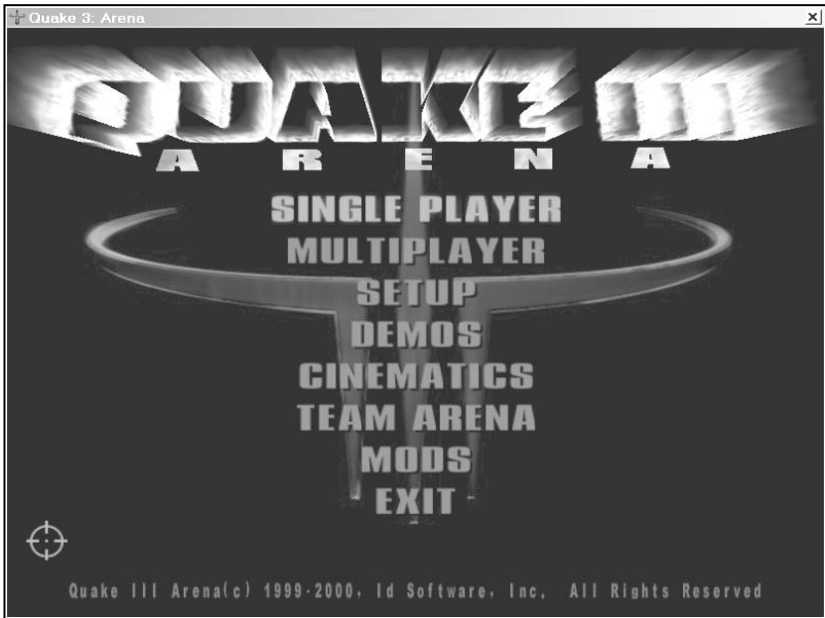 Quake 3: Arena
QUAKE III
ARENA
SINGLE PLAYER
MULTIPLAYER
SETUP
DEMOS
CINEMATICS
TEAM ARENA
MODS
EXIT
Quake III Arena(c) 1999-2000, Id Software, Inc. All Rights Reserved